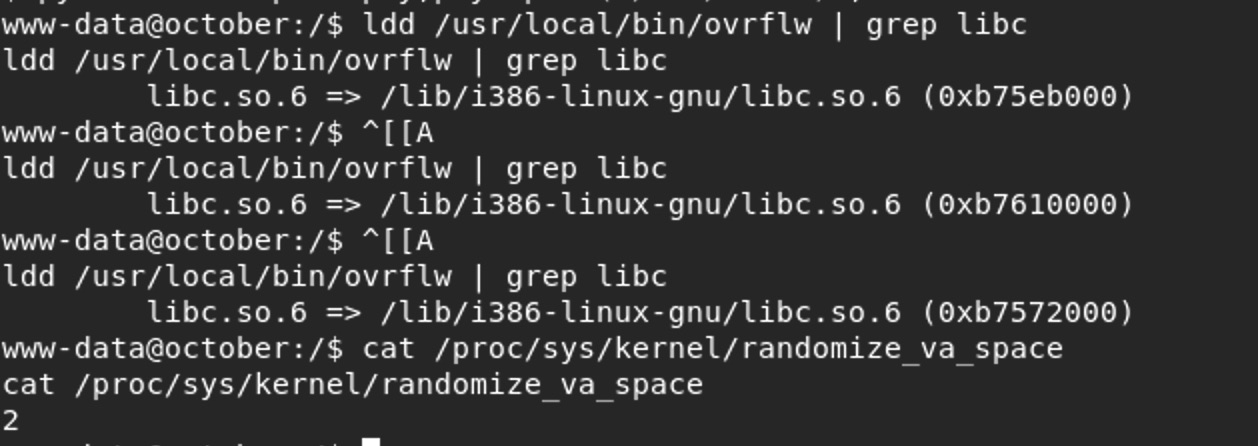 www-data@october:/$ ldd /usr/local/bin/ovrflw | grep libc
ldd /usr/local/bin/ovrflw | grep libc
        libc.so.6 => /lib/i386-linux-gnu/libc.so.6 (0xb75eb000)
www-data@october:/$ ^[[A
ldd /usr/local/bin/ovrflw | grep libc
        libc.so.6 => /lib/i386-linux-gnu/libc.so.6 (0xb7610000)
www-data@october:/$ ^[[A
ldd /usr/local/bin/ovrflw | grep libc
        libc.so.6 => /lib/i386-linux-gnu/libc.so.6 (0xb7572000)
www-data@october:/$ cat /proc/sys/kernel/randomize_va_space
cat /proc/sys/kernel/randomize_va_space
2